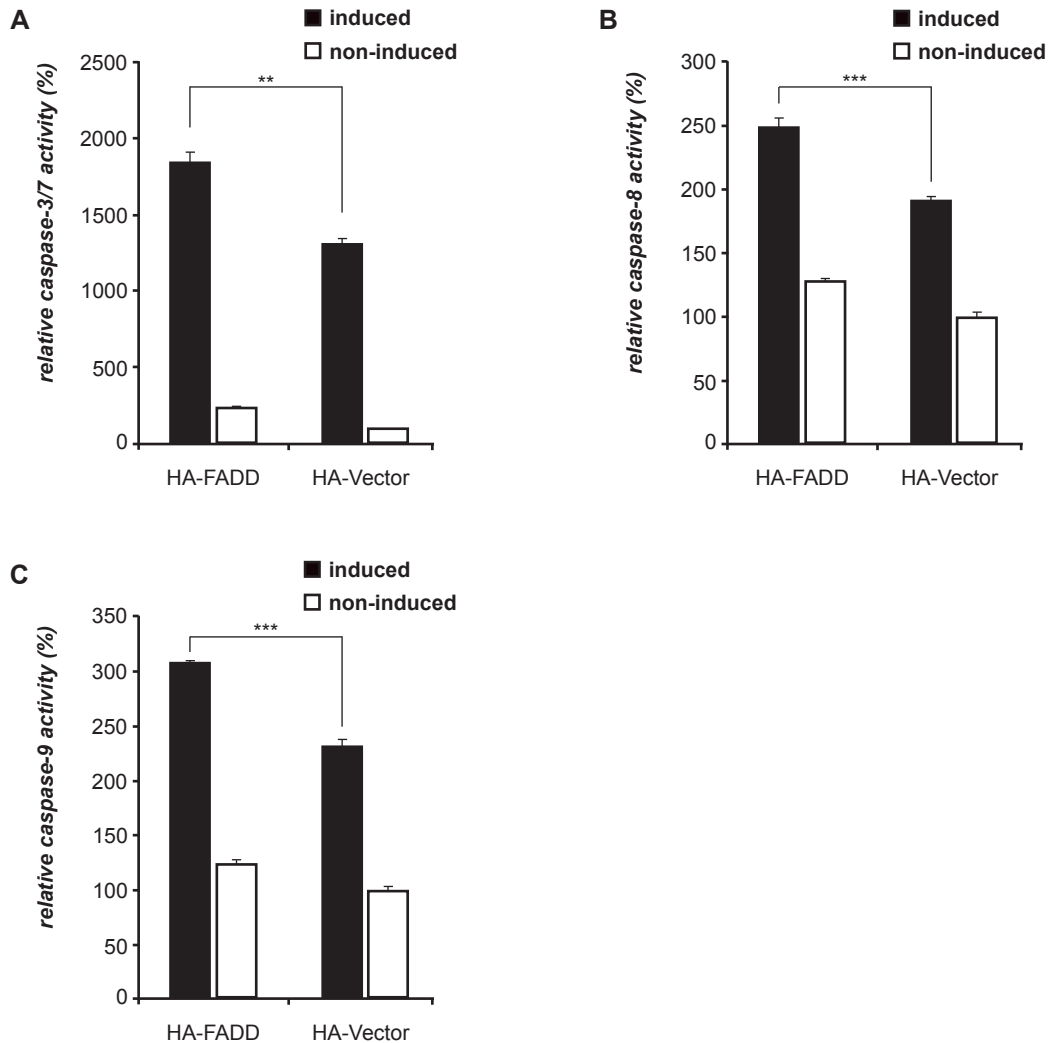 A
induced
non-induced
relative caspase-3/7 activity (%)
2500
2000
1500
1000
500
0
**
HA-FADD HA-Vector
B
induced
non-induced
relative caspase-8 activity (%)
300
250
200
150
100
50
0
***
HA-FADD HA-Vector
C
induced
non-induced
relative caspase-9 activity (%)
350
300
250
200
150
100
50
0
***
HA-FADD HA-Vector